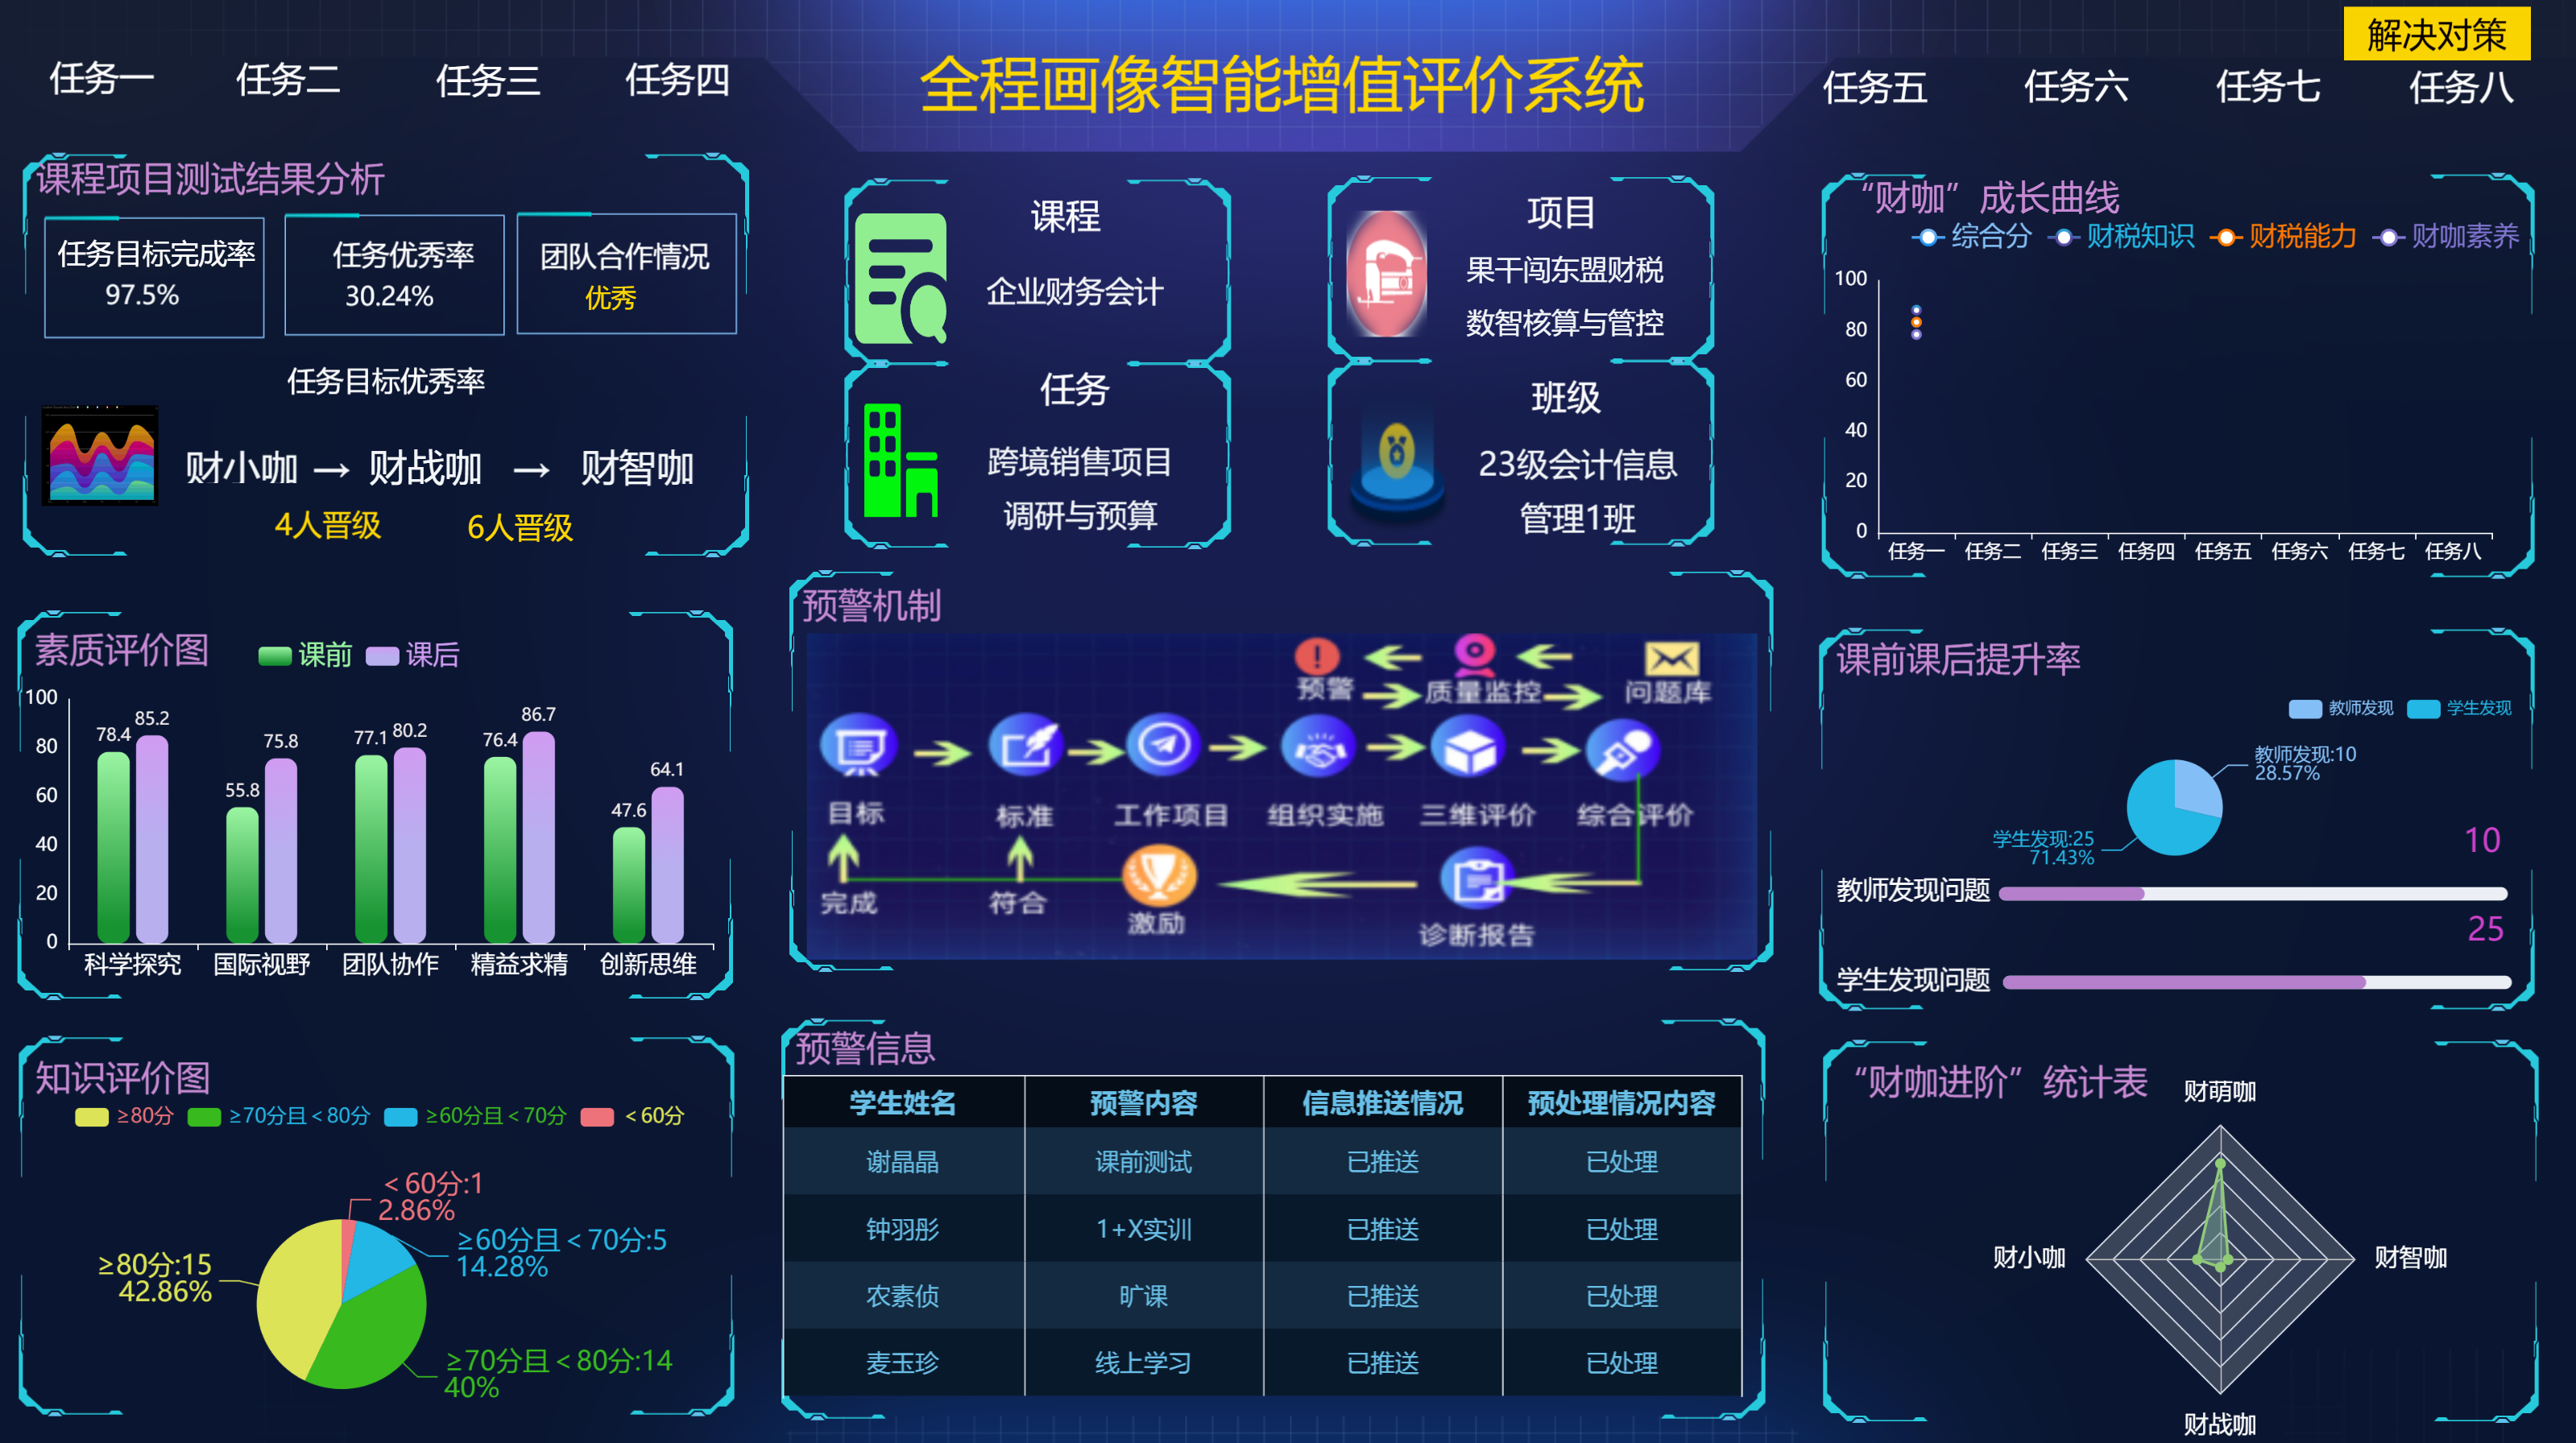 解决对策
任务一
任务二
任务三
任务四
全程画像智能增值评价系统
任务五
任务六
任务七
任务八
课程项目测试结果分析
任务目标完成率
97.5%
任务优秀率
30.24%
团队合作情况
优秀
任务目标优秀率
财小咖 → 财战咖 → 财智咖
4人晋级
6人晋级
素质评价图
课前
课后
100
80
60
40
20
0
78.4
85.2
55.8
75.8
77.1
80.2
76.4
86.7
47.6
64.1
科学探究
国际视野
团队协作
精益求精
创新思维
知识评价图
≥80分
≥70分且＜80分
≥60分且＜70分
＜60分
＜60分:1
2.86%
≥60分且＜70分:5
14.28%
≥80分:15
42.86%
≥70分且＜80分:14
40%
课程
企业财务会计
项目
果干闯东盟财税
数智核算与管控
任务
跨境销售项目
调研与预算
班级
23级会计信息
管理1班
预警机制
预警
质量监控
问题库
目标
标准
工作项目
组织实施
三维评价
综合评价
完成
符合
激励
诊断报告
预警信息
学生姓名
预警内容
信息推送情况
预处理情况内容
谢晶晶
课前测试
已推送
已处理
钟羽彤
1+X实训
已推送
已处理
农素侦
旷课
已推送
已处理
麦玉珍
线上学习
已推送
已处理
“财咖”成长曲线
综合分
财税知识
财税能力
财咖素养
100
80
60
40
20
0
任务一
任务二
任务三
任务四
任务五
任务六
任务七
任务八
课前课后提升率
教师发现
学生发现
教师发现:10
28.57%
学生发现:25
71.43%
10
教师发现问题
25
学生发现问题
“财咖进阶”统计表
财萌咖
财小咖
财智咖
财战咖